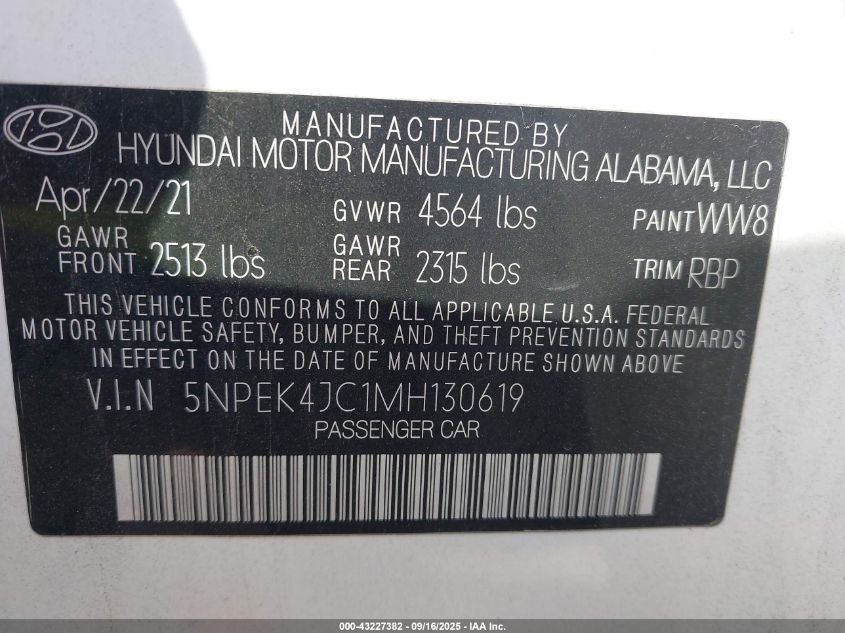 MANUFACTURED BY
HYUNDAI MOTOR MANUFACTURING ALABAMA, LLC
Apr/22/21 GVWR 4564 lbs PAINT WW8
GAWR FRONT 2513 lbs GAWR REAR 2315 lbs TRIM RBP
THIS VEHICLE CONFORMS TO ALL APPLICABLE U.S.A. FEDERAL
MOTOR VEHICLE SAFETY, BUMPER, AND THEFT PREVENTION STANDARDS
IN EFFECT ON THE DATE OF MANUFACTURE SHOWN ABOVE
V.I.N 5NPEK4JC1MH130619
PASSENGER CAR
000-43227382 - 09/16/2025 - IAA Inc.